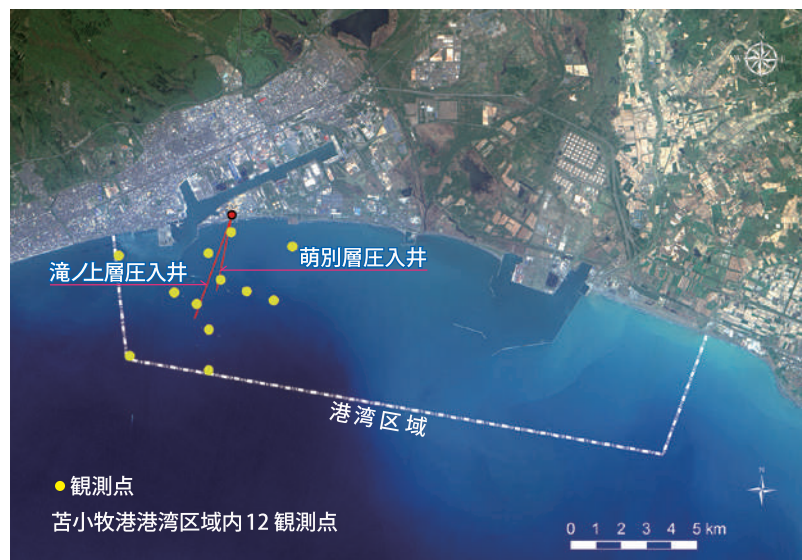 萌別層圧入井
滝ノ上層圧入井
港湾区域
観測点
苫小牧港港湾区域内12観測点
N
0 1 2 3 4 5 km